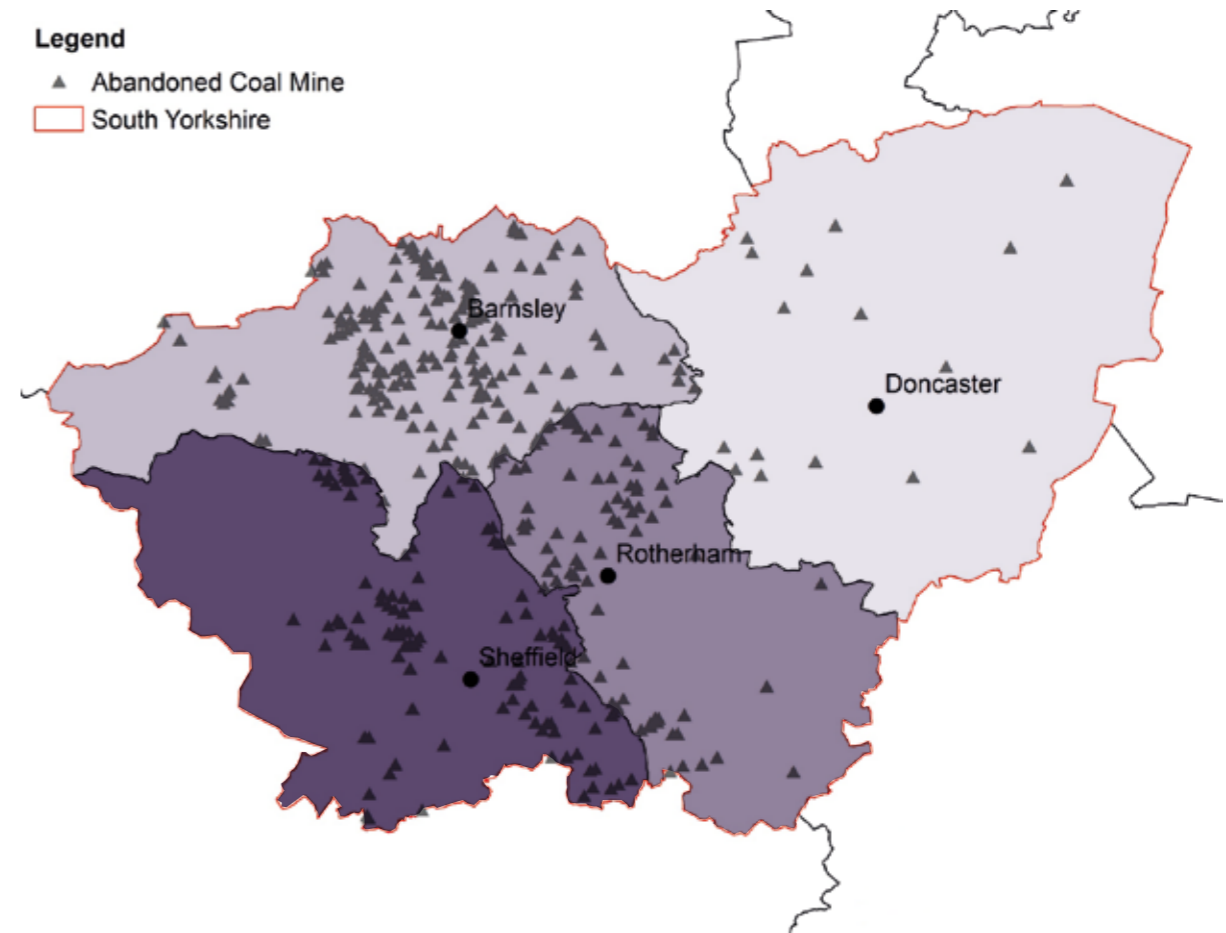 Legend
Abandoned Coal Mine
South Yorkshire
Barnsley
Doncaster
Rotherham
Sheffield